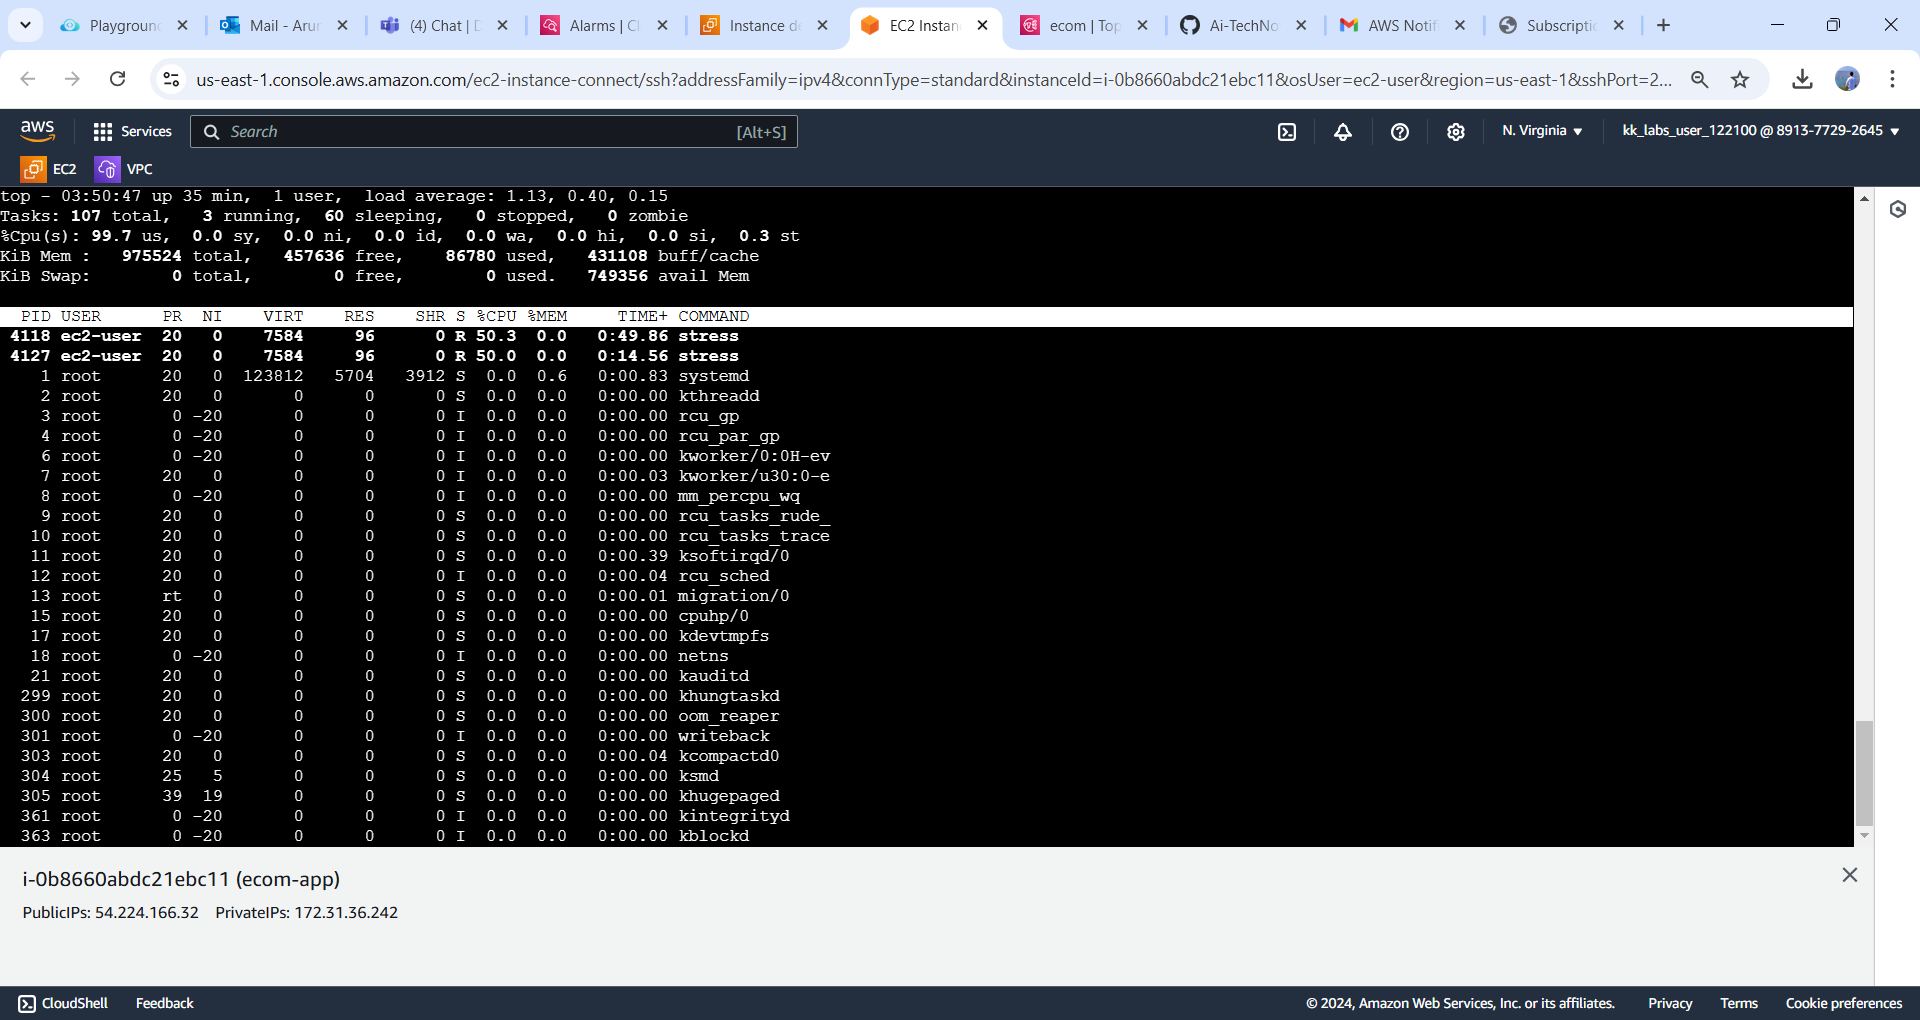 Playgroun
Mail - Arur
(4) Chat | D
Alarms | Cl
Instance de
EC2 Instan
ecom | Top
Ai-TechNo
AWS Notifi
Subscriptic
us-east-1.console.aws.amazon.com/ec2-instance-connect/ssh?addressFamily=ipv4&connType=standard&instanceId=i-0b8660abdc21ebc11&osUser=ec2-user&region=us-east-1&sshPort=2...
aws Services Search [Alt+S] N. Virginia ▼ kk_labs_user_122100 @ 8913-7729-2645 ▼
EC2 VPC
top - 03:50:47 up 35 min,  1 user,  load average: 1.13, 0.40, 0.15
Tasks: 107 total,   3 running,  60 sleeping,   0 stopped,   0 zombie
%Cpu(s): 99.7 us,  0.0 sy,  0.0 ni,  0.0 id,  0.0 wa,  0.0 hi,  0.0 si,  0.3 st
KiB Mem :   975524 total,   457636 free,    86780 used,   431108 buff/cache
KiB Swap:        0 total,        0 free,        0 used.   749356 avail Mem
PID USER      PR  NI    VIRT    RES    SHR S %CPU %MEM     TIME+ COMMAND
4118 ec2-user  20   0    7584     96      0 R 50.3  0.0   0:49.86 stress
4127 ec2-user  20   0    7584     96      0 R 50.0  0.0   0:14.56 stress
1 root      20   0  123812   5704   3912 S  0.0  0.6   0:00.83 systemd
2 root      20   0       0      0      0 S  0.0  0.0   0:00.00 kthreadd
3 root       0 -20       0      0      0 I  0.0  0.0   0:00.00 rcu_gp
4 root       0 -20       0      0      0 I  0.0  0.0   0:00.00 rcu_par_gp
6 root       0 -20       0      0      0 I  0.0  0.0   0:00.00 kworker/0:0H-ev
7 root      20   0       0      0      0 I  0.0  0.0   0:00.03 kworker/u30:0-e
8 root       0 -20       0      0      0 I  0.0  0.0   0:00.00 mm_percpu_wq
9 root      20   0       0      0      0 S  0.0  0.0   0:00.00 rcu_tasks_rude_
10 root      20   0       0      0      0 S  0.0  0.0   0:00.00 rcu_tasks_trace
11 root      20   0       0      0      0 S  0.0  0.0   0:00.39 ksoftirqd/0
12 root      20   0       0      0      0 I  0.0  0.0   0:00.04 rcu_sched
13 root      rt   0       0      0      0 S  0.0  0.0   0:00.01 migration/0
15 root      20   0       0      0      0 S  0.0  0.0   0:00.00 cpuhp/0
17 root      20   0       0      0      0 S  0.0  0.0   0:00.00 kdevtmpfs
18 root       0 -20       0      0      0 I  0.0  0.0   0:00.00 netns
21 root      20   0       0      0      0 S  0.0  0.0   0:00.00 kauditd
299 root      20   0       0      0      0 S  0.0  0.0   0:00.00 khungtaskd
300 root      20   0       0      0      0 S  0.0  0.0   0:00.00 oom_reaper
301 root       0 -20       0      0      0 I  0.0  0.0   0:00.00 writeback
303 root      20   0       0      0      0 S  0.0  0.0   0:00.04 kcompactd0
304 root      25   5       0      0      0 S  0.0  0.0   0:00.00 ksmd
305 root      39  19       0      0      0 S  0.0  0.0   0:00.00 khugepaged
361 root       0 -20       0      0      0 I  0.0  0.0   0:00.00 kintegrityd
363 root       0 -20       0      0      0 I  0.0  0.0   0:00.00 kblockd
i-0b8660abdc21ebc11 (ecom-app)
PublicIPs: 54.224.166.32 PrivateIPs: 172.31.36.242
CloudShell Feedback © 2024, Amazon Web Services, Inc. or its affiliates. Privacy Terms Cookie preferences